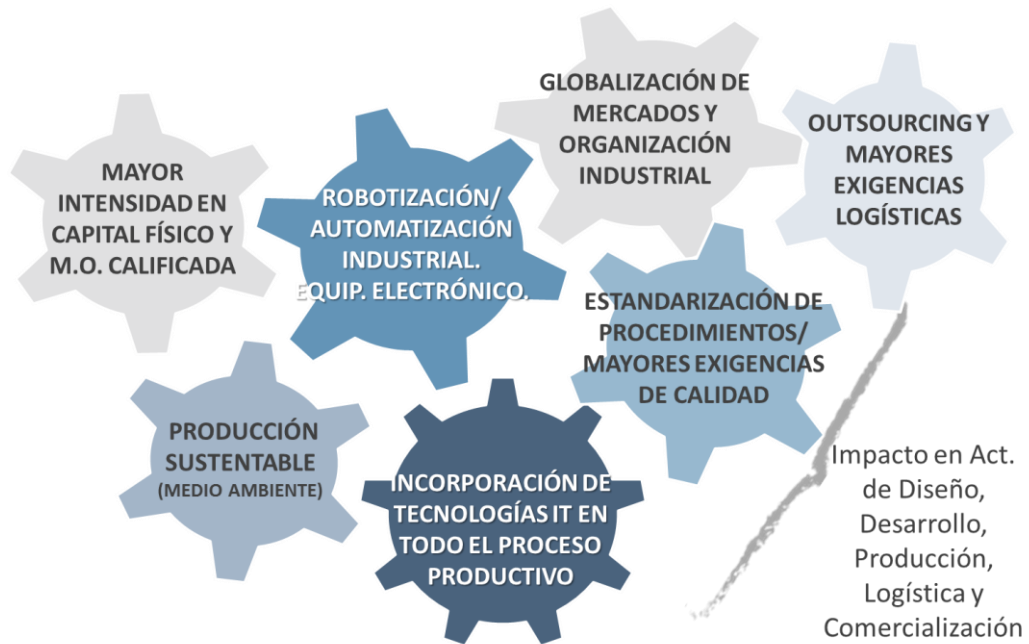 MAYOR
INTENSIDAD EN
CAPITAL FÍSICO Y
M.O. CALIFICADA
ROBOTIZACIÓN/
AUTOMATIZACIÓN
INDUSTRIAL.
EQUIP. ELECTRÓNICO.
GLOBALIZACIÓN DE
MERCADOS Y
ORGANIZACIÓN
INDUSTRIAL
OUTSOURCING Y
MAYORES
EXIGENCIAS
LOGÍSTICAS
ESTANDARIZACIÓN DE
PROCEDIMIENTOS/
MAYORES EXIGENCIAS
DE CALIDAD
PRODUCCIÓN
SUSTENTABLE
(MEDIO AMBIENTE)
INCORPORACIÓN DE
TECNOLOGÍAS IT EN
TODO EL PROCESO
PRODUCTIVO
Impacto en Act.
de Diseño,
Desarrollo,
Producción,
Logística y
Comercialización